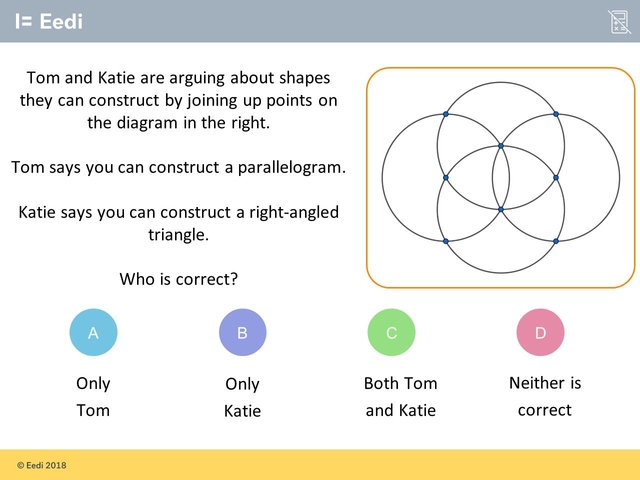 I= Eedi
Tom and Katie are arguing about shapes
they can construct by joining up points on
the diagram in the right.
Tom says you can construct a parallelogram.
Katie says you can construct a right-angled
triangle.
Who is correct?
A
Only
Tom
B
Only
Katie
C
Both Tom
and Katie
D
Neither is
correct
© Eedi 2018